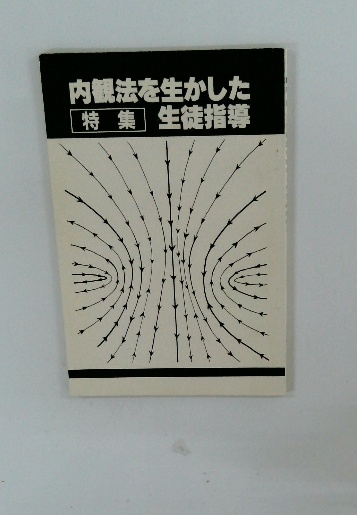 内観法を生かした
特集 生徒指導